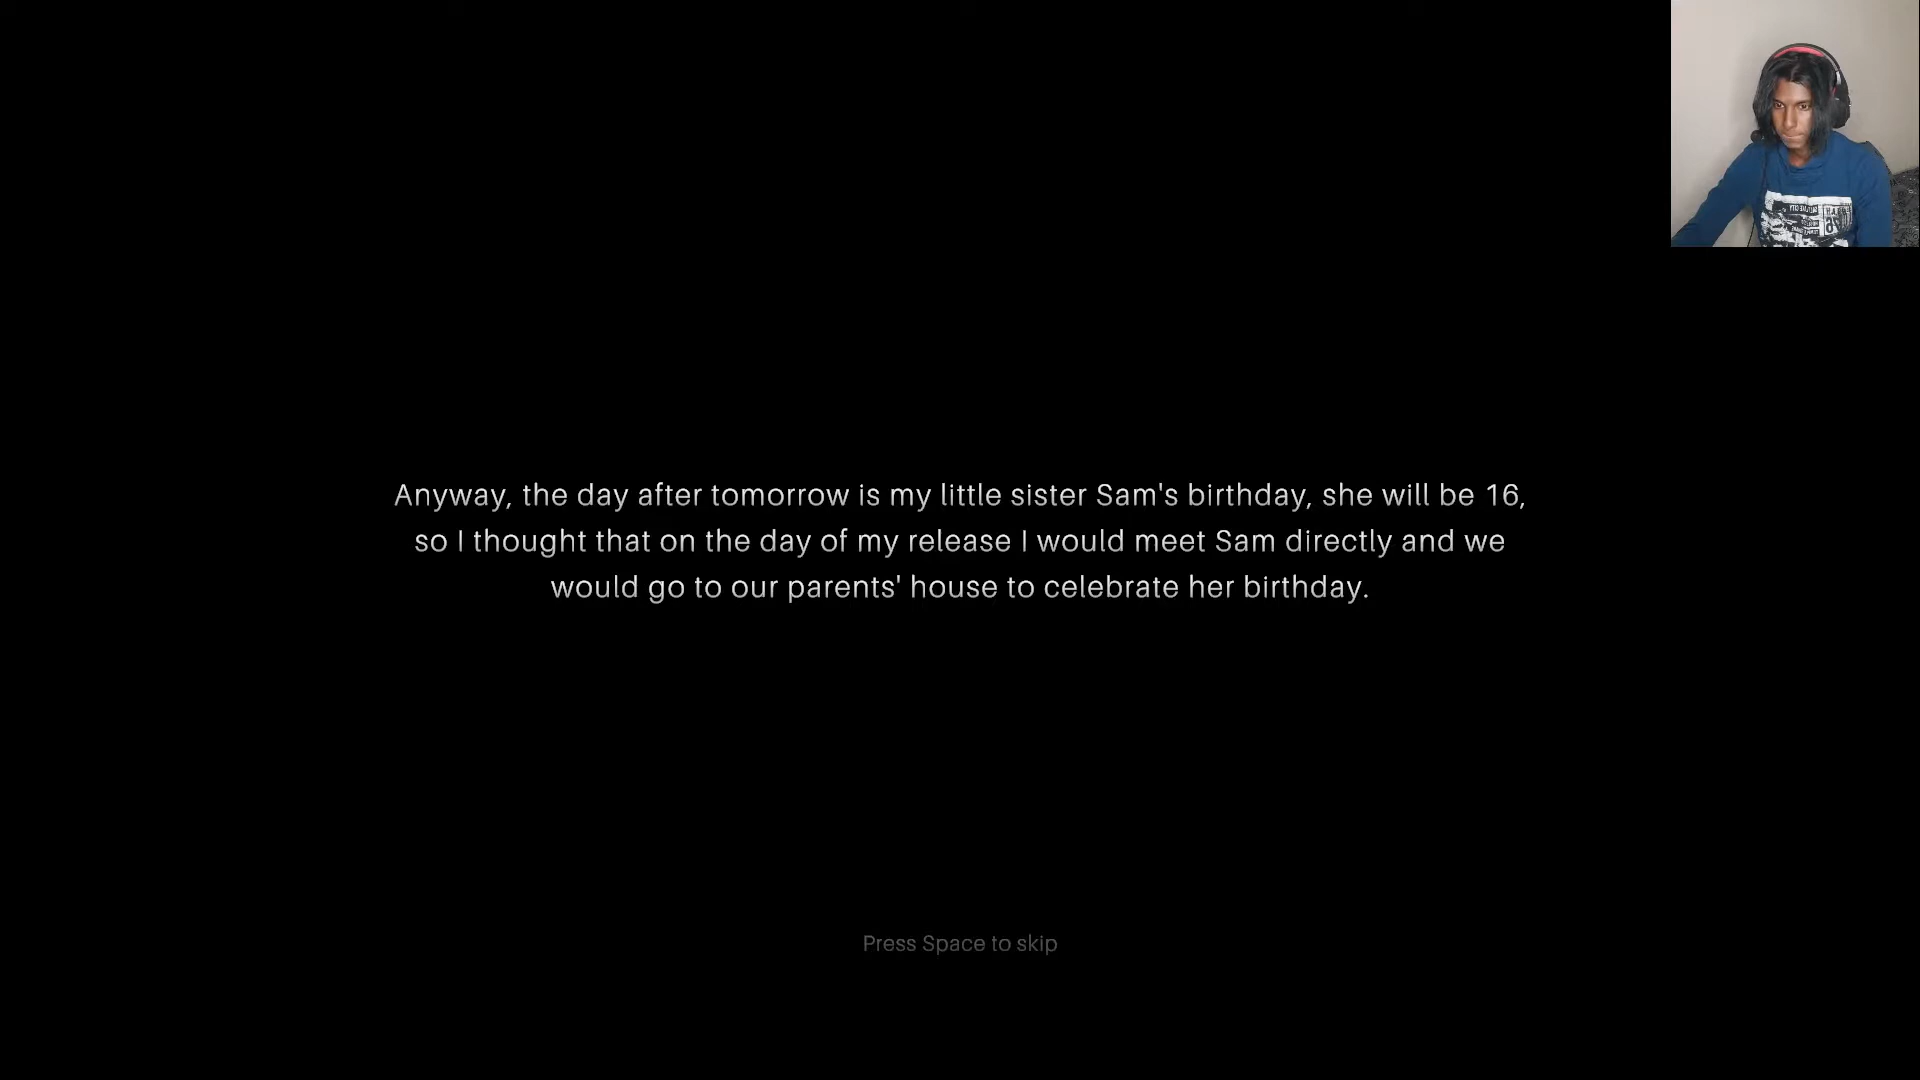 Anyway, the day after tomorrow is my little sister Sam's birthday, she will be 16,
so I thought that on the day of my release I would meet Sam directly and we
would go to our parents' house to celebrate her birthday.
Press Space to skip